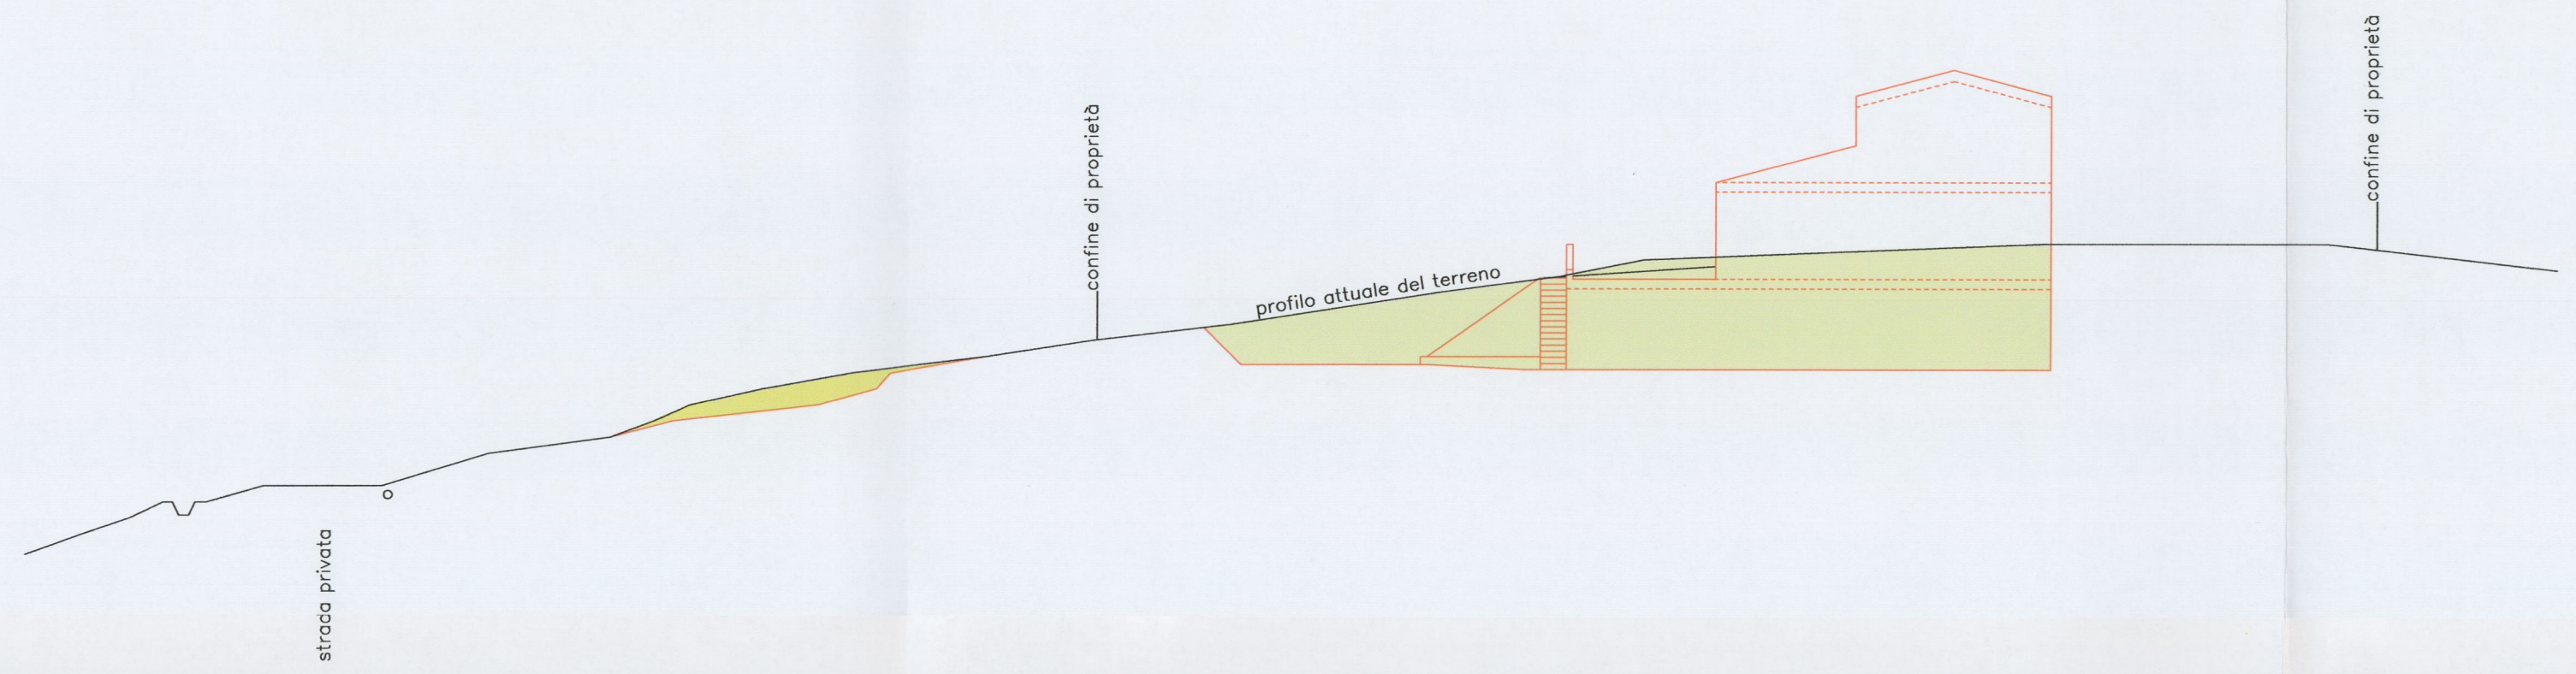 strada privata
confine di proprietà
profilo attuale del terreno
confine di proprietà